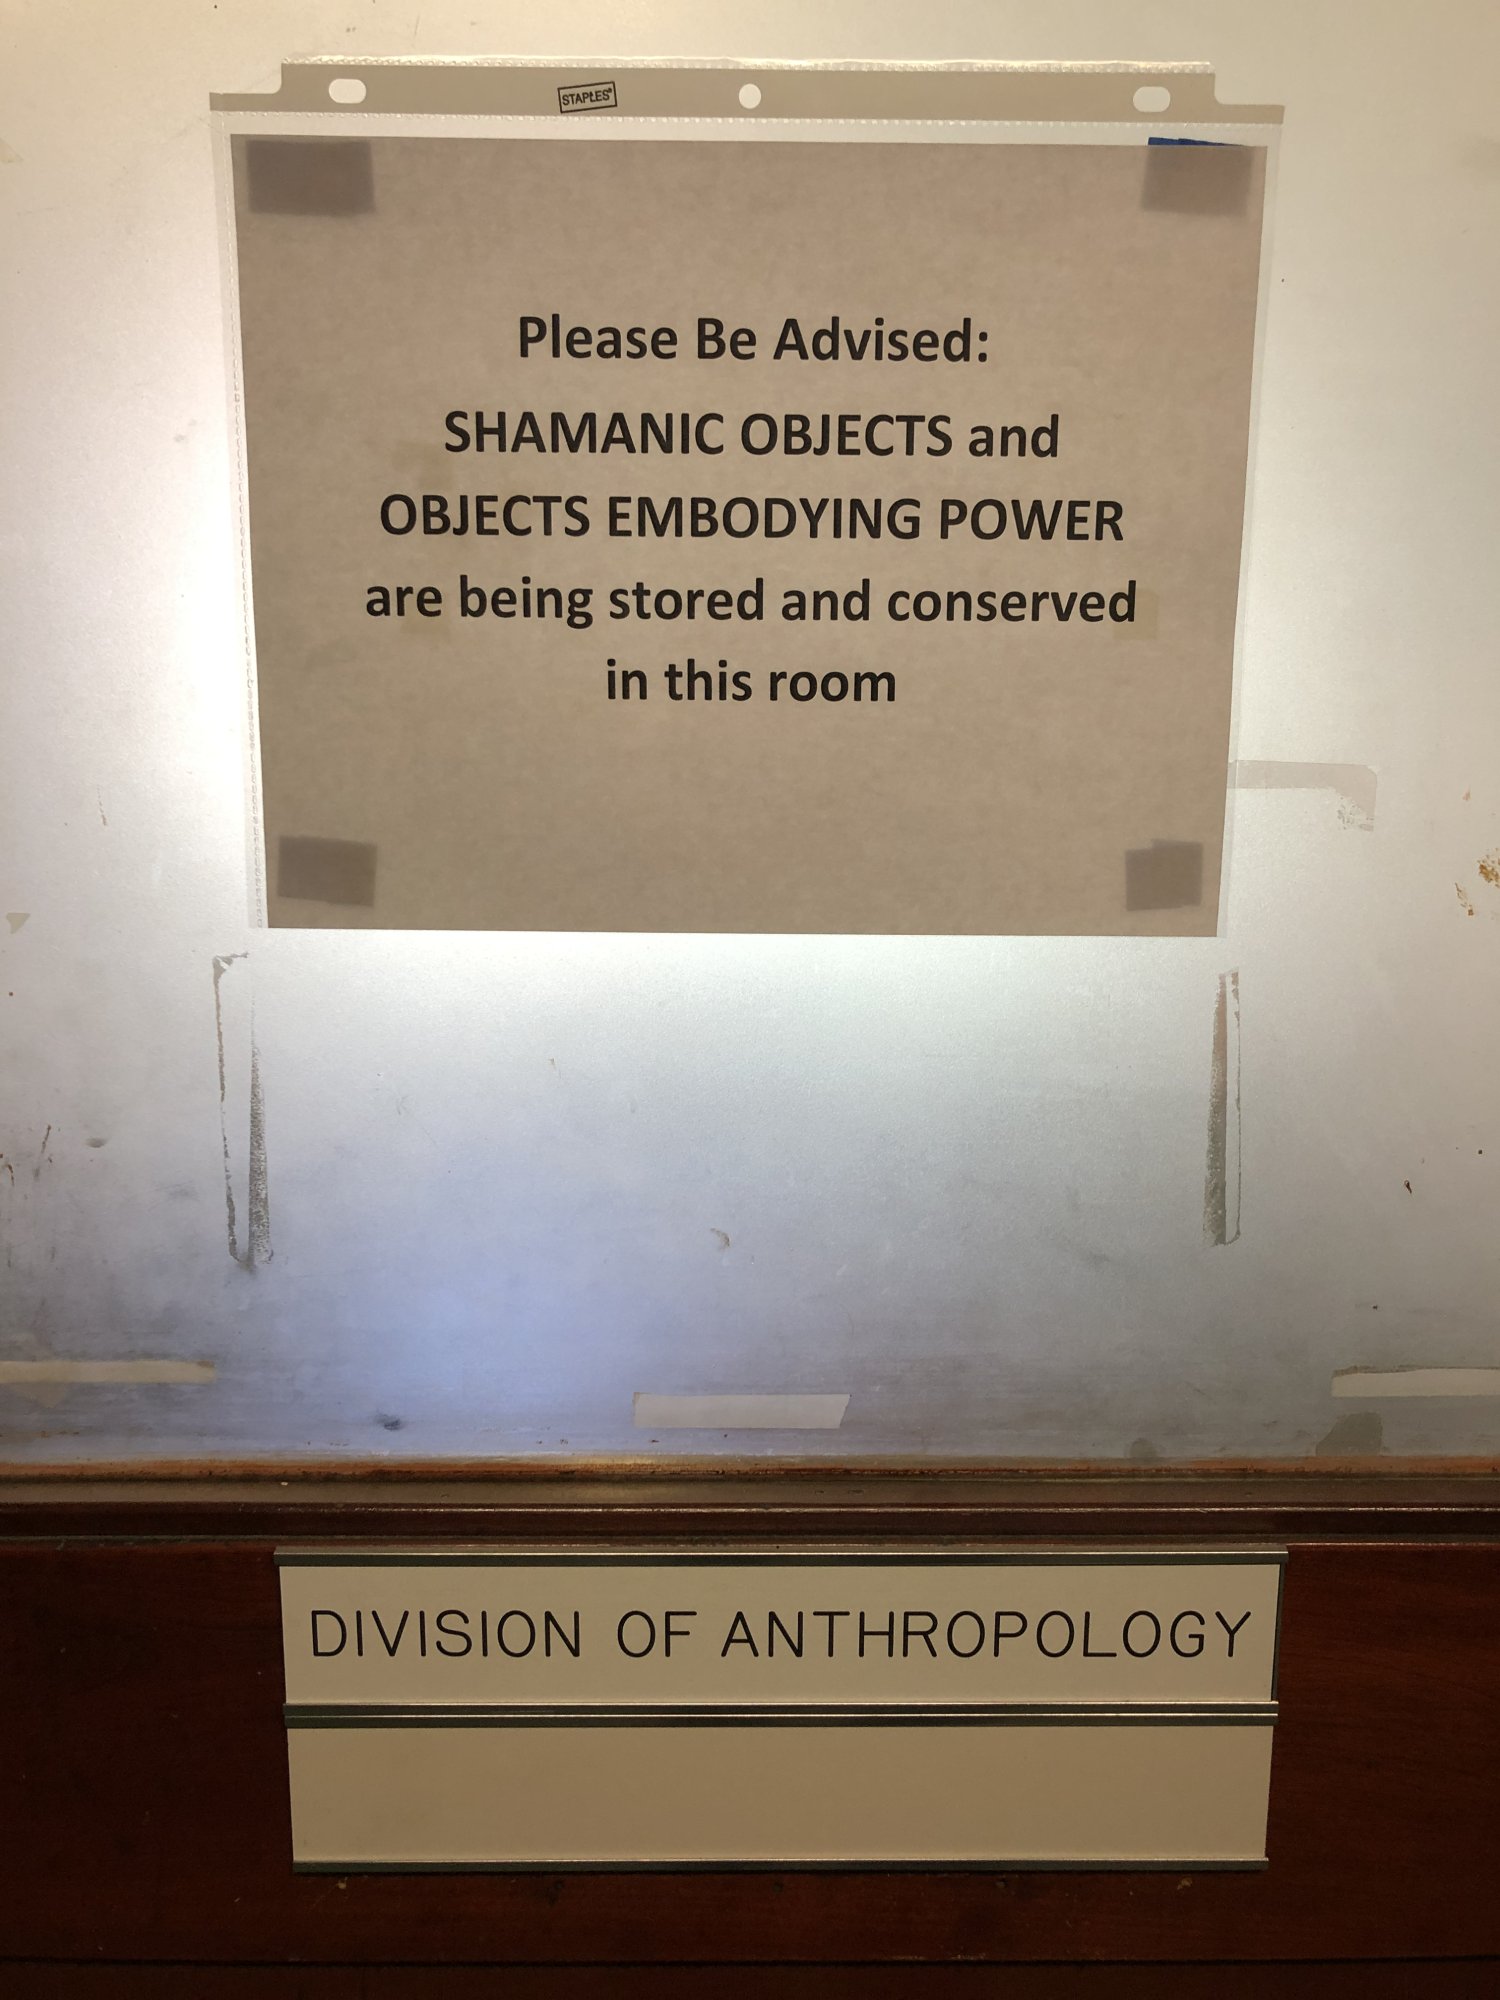 STAPLES®
Please Be Advised:
SHAMANIC OBJECTS and
OBJECTS EMBODYING POWER
are being stored and conserved
in this room
DIVISION OF ANTHROPOLOGY